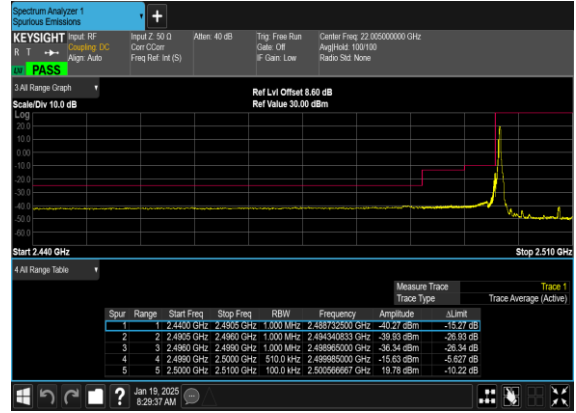 Spectrum Analyzer 1
Spurious Emissions
KEYSIGHT Input: RF Input Z: 50 Ω Atten: 40 dB Trig: Free Run Center Freq: 22.005000000 GHz
R T Coupling: DC Corr CCorr Gate: Off Avg|Hold: 100/100
Align: Auto Freq Ref: Int (S) IF Gain: Low Radio Std: None
LM PASS
3 All Range Graph
Ref Lvl Offset 8.60 dB
Scale/Div 10.0 dB Ref Value 30.00 dBm
Log
20.0
10.0
0.00
-10.0
-20.0
-30.0
-40.0
-50.0
-60.0
Start 2.440 GHz Stop 2.510 GHz
4 All Range Table
Measure Trace Trace 1
Trace Type Trace Average (Active)
Spur Range Start Freq Stop Freq RBW Frequency Amplitude ΔLimit
1 1 2.4400 GHz 2.4905 GHz 1.000 MHz 2.488732500 GHz -40.27 dBm -15.27 dB
2 2 2.4905 GHz 2.4960 GHz 1.000 MHz 2.494340833 GHz -39.93 dBm -26.93 dB
3 3 2.4960 GHz 2.4990 GHz 1.000 MHz 2.498965000 GHz -36.34 dBm -26.34 dB
4 4 2.4990 GHz 2.5000 GHz 510.0 kHz 2.499985000 GHz -15.63 dBm -5.627 dB
5 5 2.5000 GHz 2.5100 GHz 100.0 kHz 2.500566667 GHz 19.78 dBm -10.22 dB
? Jan 19, 2025
8:29:37 AM